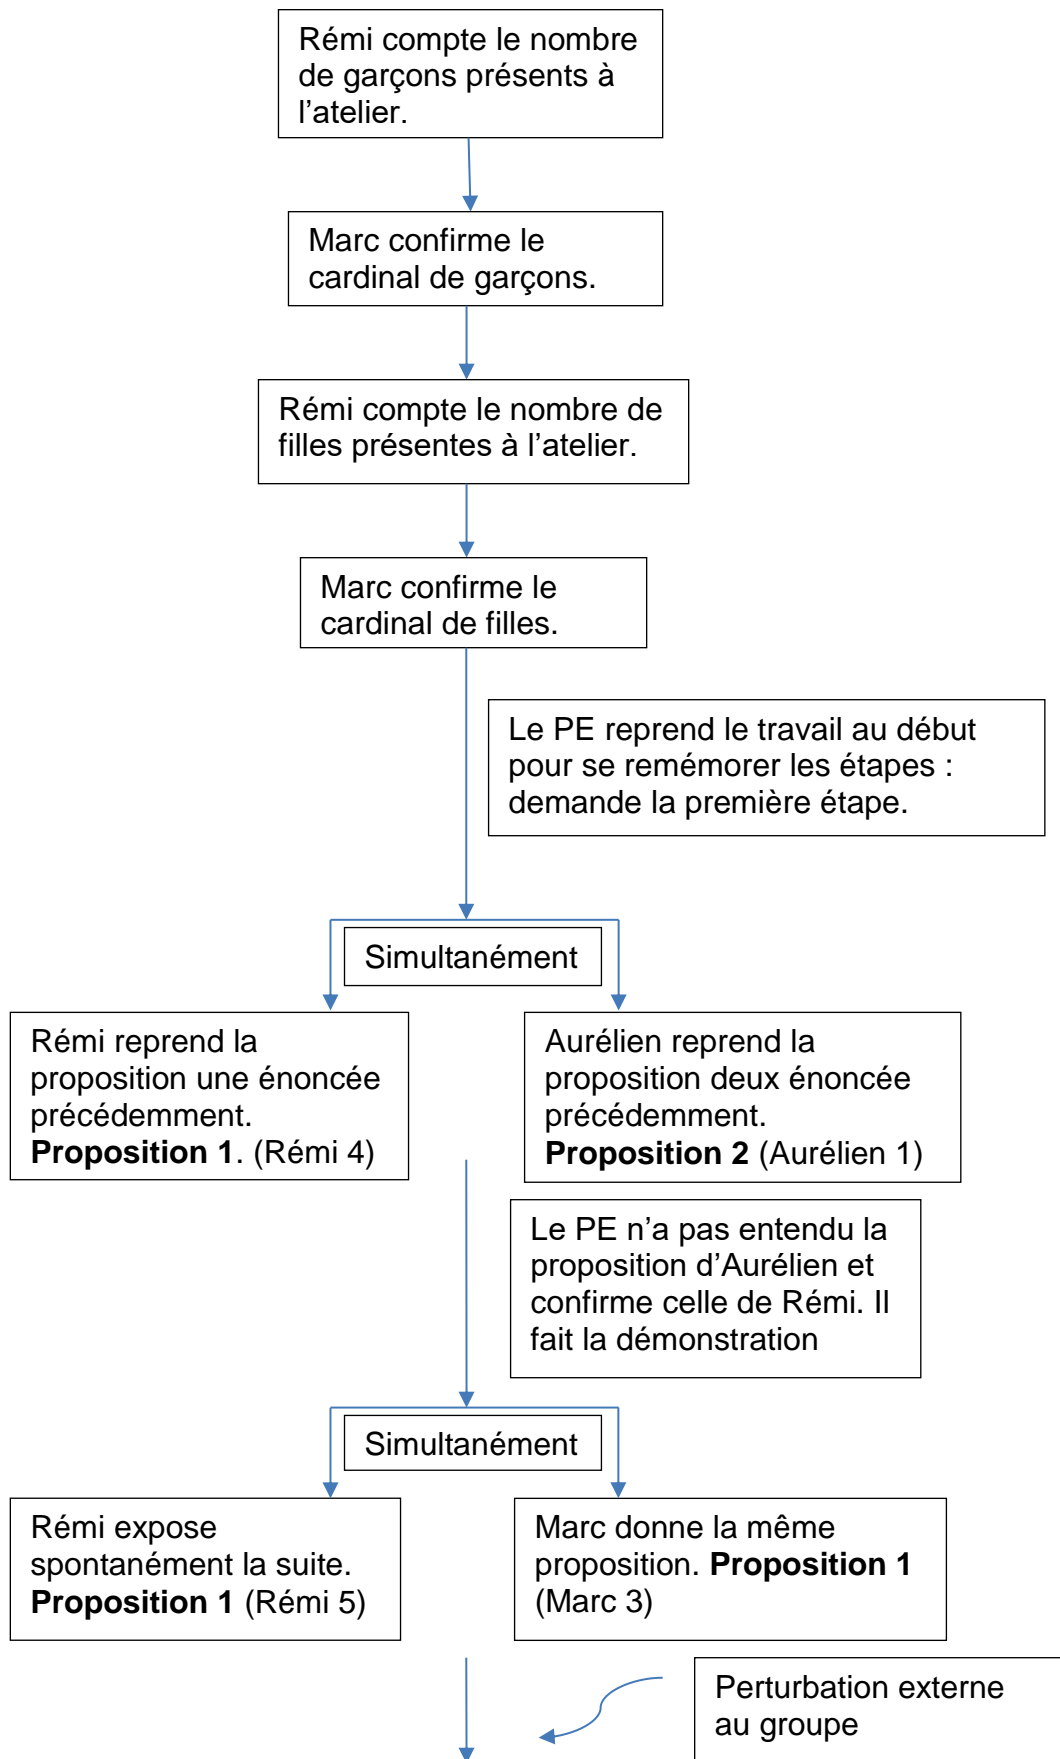 Rémi compte le nombre
de garçons présents à
l’atelier.
Marc confirme le
cardinal de garçons.
Rémi compte le nombre de
filles présentes à l’atelier.
Marc confirme le
cardinal de filles.
Le PE reprend le travail au début
pour se remémorer les étapes :
demande la première étape.
Simultanément
Rémi reprend la
proposition une énoncée
précédemment.
Proposition 1. (Rémi 4)
Aurélien reprend la
proposition deux énoncée
précédemment.
Proposition 2 (Aurélien 1)
Le PE n’a pas entendu la
proposition d’Aurélien et
confirme celle de Rémi. Il
fait la démonstration
Simultanément
Rémi expose
spontanément la suite.
Proposition 1 (Rémi 5)
Marc donne la même
proposition. Proposition 1
(Marc 3)
Perturbation externe
au groupe